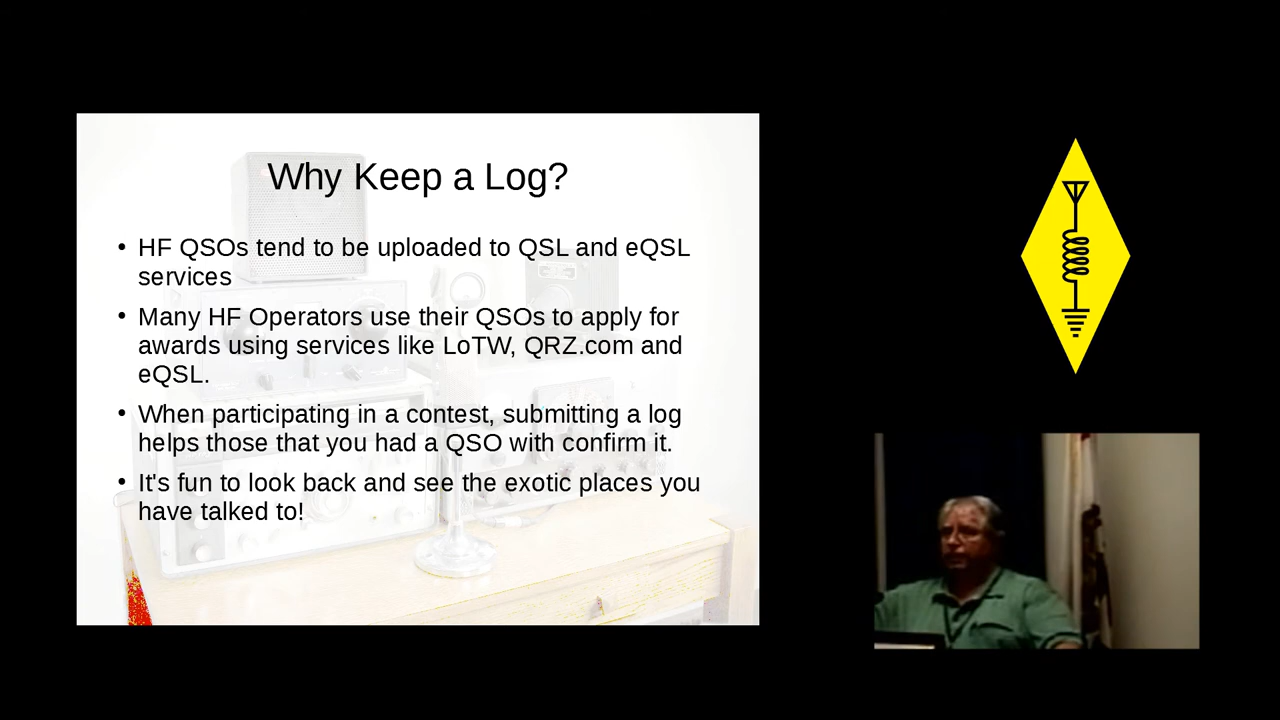 Why Keep a Log?
• HF QSOs tend to be uploaded to QSL and eQSL
services
• Many HF Operators use their QSOs to apply for
awards using services like LoTW, QRZ.com and
eQSL.
• When participating in a contest, submitting a log
helps those that you had a QSO with confirm it.
• It's fun to look back and see the exotic places you
have talked to!